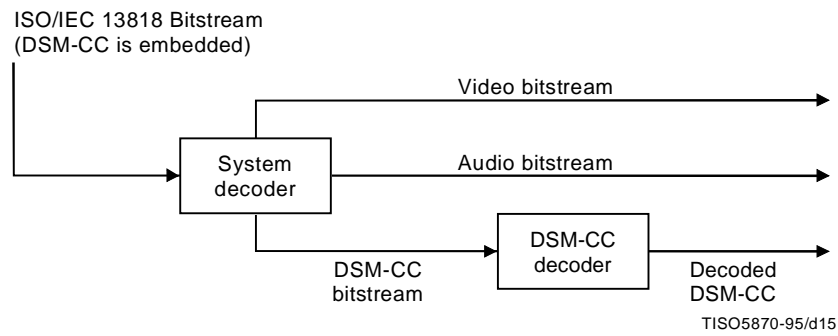 ISO/IEC 13818 Bitstream
(DSM-CC is embedded)
Video bitstream
System
decoder
Audio bitstream
DSM-CC
decoder
DSM-CC
bitstream
Decoded
DSM-CC
TISO5870-95/d15